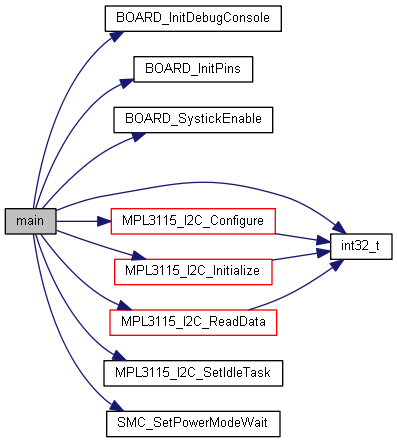 BOARD_InitDebugConsole
BOARD_InitPins
BOARD_SystickEnable
main
MPL3115_I2C_Configure
int32_t
MPL3115_I2C_Initialize
MPL3115_I2C_ReadData
MPL3115_I2C_SetIdleTask
SMC_SetPowerModeWait